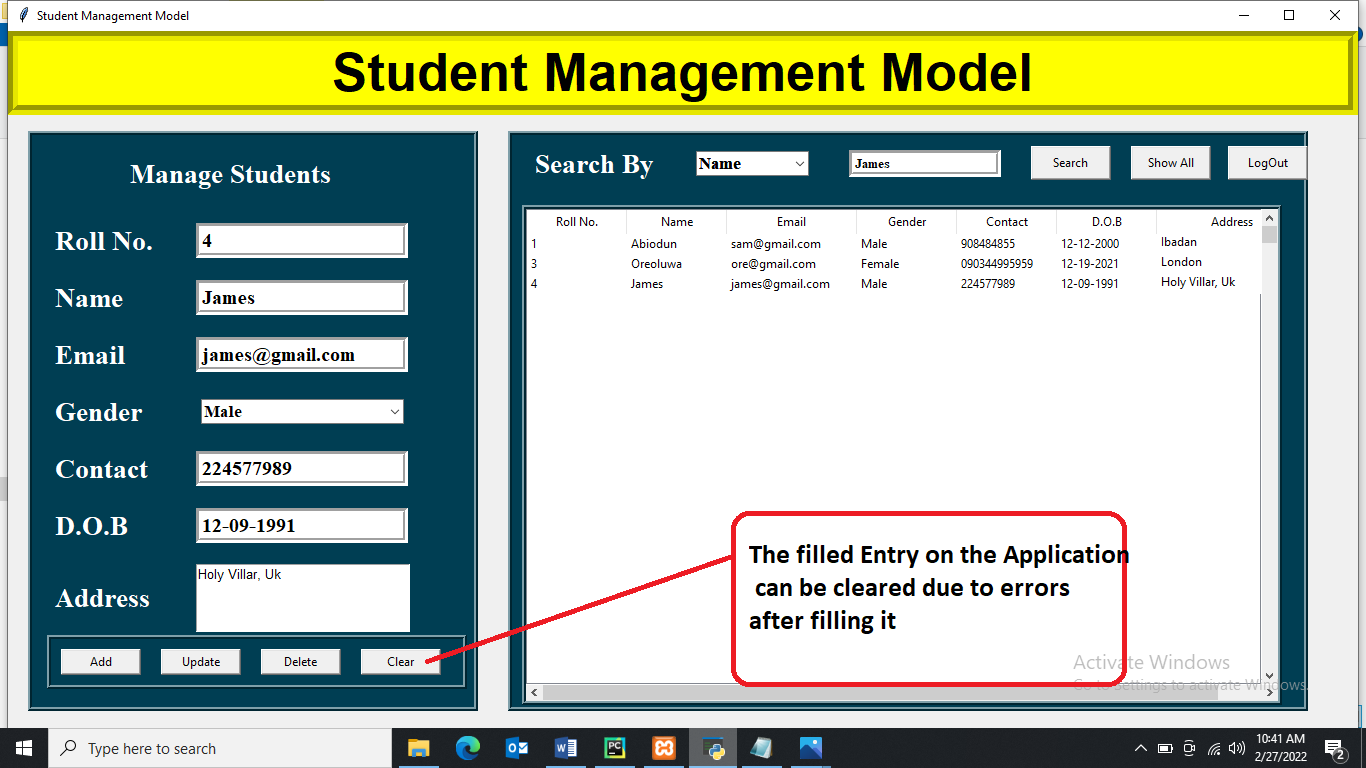 Student Management Model
Student Management Model
Manage Students
Roll No. 4
Name James
Email james@gmail.com
Gender Male
Contact 224577989
D.O.B 12-09-1991
Address Holy Villar, Uk
Add Update Delete Clear
Search By Name James Search Show All LogOut
Roll No. Name Email Gender Contact D.O.B Address
1 Abiodun sam@gmail.com Male 908484855 12-12-2000 Ibadan
3 Oreoluwa ore@gmail.com Female 090344995959 12-19-2021 London
4 James james@gmail.com Male 224577989 12-09-1991 Holy Villar, Uk
The filled Entry on the Application
can be cleared due to errors
after filling it
Activate Windows
Go to Settings to activate Windows.
Type here to search
10:41 AM
2/27/2022
2